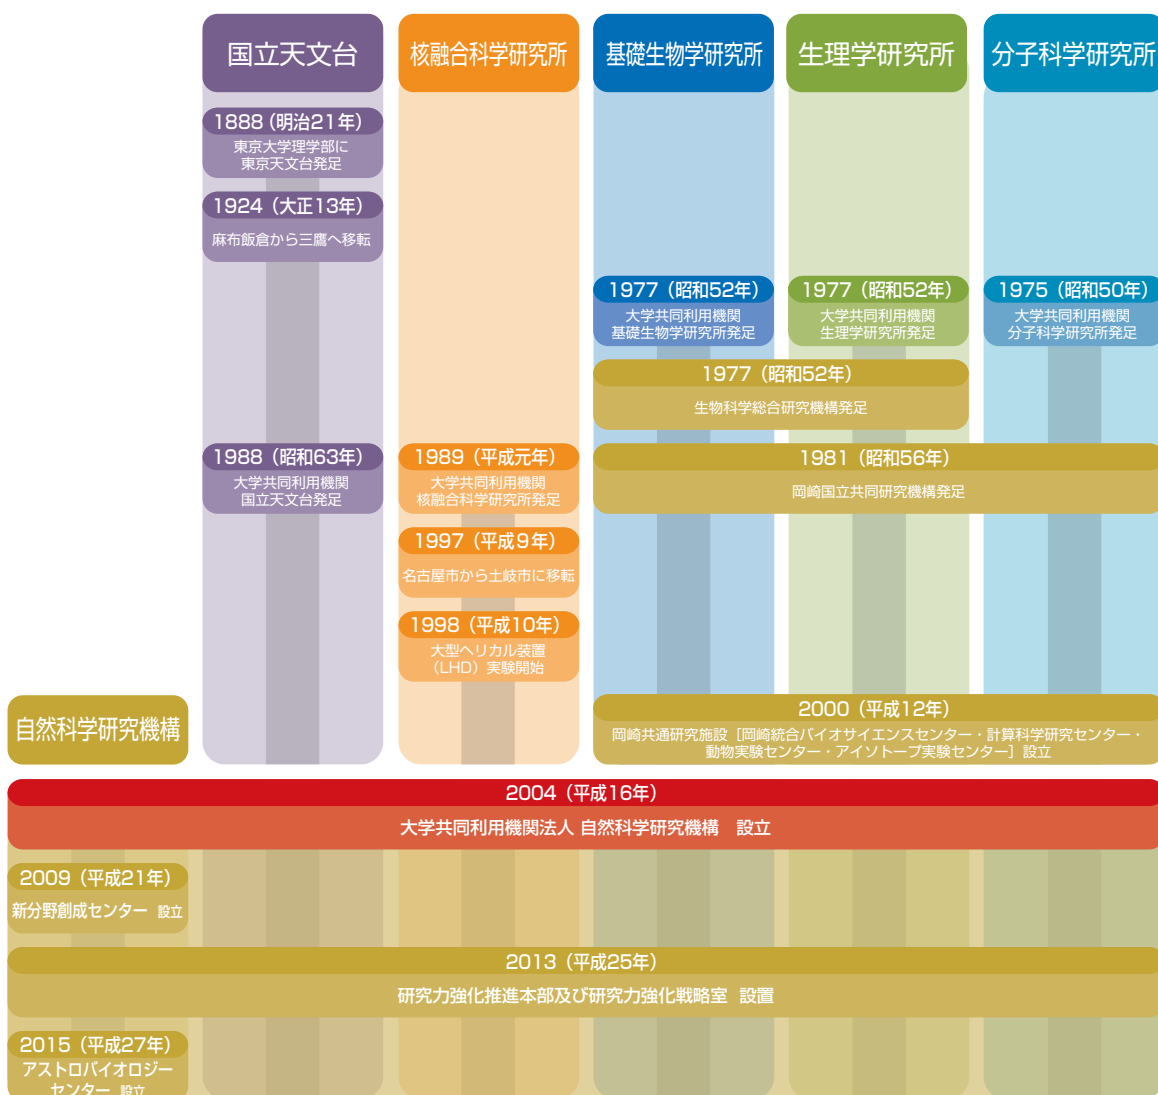 国立天文台
核融合科学研究所
基礎生物学研究所
生理学研究所
分子科学研究所
1888（明治21年）
東京大学理学部に
東京天文台発足
1924（大正13年）
麻布飯倉から三鷹へ移転
1977（昭和52年）
大学共同利用機関
基礎生物学研究所発足
1977（昭和52年）
大学共同利用機関
生理学研究所発足
1975（昭和50年）
大学共同利用機関
分子科学研究所発足
1977（昭和52年）
生物科学総合研究機構発足
1988（昭和63年）
大学共同利用機関
国立天文台発足
1989（平成元年）
大学共同利用機関
核融合科学研究所発足
1981（昭和56年）
岡崎国立共同研究機構発足
1997（平成９年）
名古屋市から土岐市に移転
1998（平成10年）
大型ヘリカル装置
（LHD）実験開始
自然科学研究機構
2000（平成12年）
岡崎共通研究施設［岡崎統合バイオサイエンスセンター・計算科学研究センター・
動物実験センター・アイソトープ実験センター］設立
2004（平成16年）
大学共同利用機関法人 自然科学研究機構　設立
2009（平成21年）
新分野創成センター 設立
2013（平成25年）
研究力強化推進本部及び研究力強化戦略室 設置
2015（平成27年）
アストロバイオロジー
センター 設立